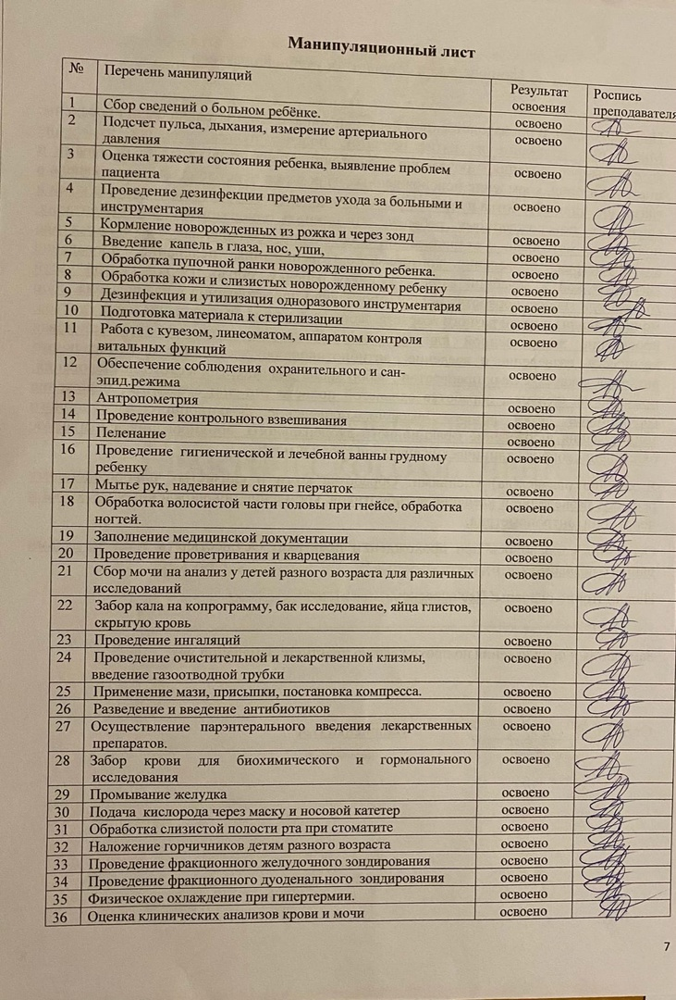 Манипуляционный лист
№ Перечень манипуляций Результат освоения Роспись преподавателя
1 Сбор сведений о больном ребёнке. освоено
2 Подсчет пульса, дыхания, измерение артериального освоено
давления
3 Оценка тяжести состояния ребенка, выявление проблем освоено
пациента
4 Проведение дезинфекции предметов ухода за больными и освоено
инструментария
5 Кормление новорожденных из рожка и через зонд освоено
6 Введение капель в глаза, нос, уши, освоено
7 Обработка пупочной ранки новорожденного ребенка. освоено
8 Обработка кожи и слизистых новорожденному ребенку освоено
9 Дезинфекция и утилизация одноразового инструментария освоено
10 Подготовка материала к стерилизации освоено
11 Работа с кувезом, линеоматом, аппаратом контроля освоено
витальных функций
12 Обеспечение соблюдения охранительного и сан- освоено
эпид.режима
13 Антропометрия освоено
14 Проведение контрольного взвешивания освоено
15 Пеленание освоено
16 Проведение гигиенической и лечебной ванны грудному освоено
ребенку
17 Мытье рук, надевание и снятие перчаток освоено
18 Обработка волосистой части головы при гнейсе, обработка освоено
ногтей.
19 Заполнение медицинской документации освоено
20 Проведение проветривания и кварцевания освоено
21 Сбор мочи на анализ у детей разного возраста для различных освоено
исследований
22 Забор кала на копрограмму, бак исследование, яйца глистов, освоено
скрытую кровь
23 Проведение ингаляций освоено
24 Проведение очистительной и лекарственной клизмы, освоено
введение газоотводной трубки
25 Применение мази, присыпки, постановка компресса. освоено
26 Разведение и введение антибиотиков освоено
27 Осуществление парэнтерального введения лекарственных освоено
препаратов.
28 Забор крови для биохимического и гормонального освоено
исследования
29 Промывание желудка освоено
30 Подача кислорода через маску и носовой катетер освоено
31 Обработка слизистой полости рта при стоматите освоено
32 Наложение горчичников детям разного возраста освоено
33 Проведение фракционного желудочного зондирования освоено
34 Проведение фракционного дуоденального зондирования освоено
35 Физическое охлаждение при гипертермии. освоено
36 Оценка клинических анализов крови и мочи освоено
7